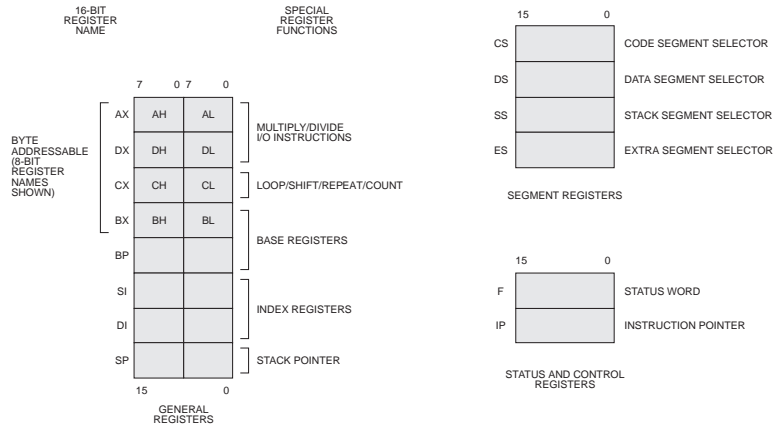 16-BIT
REGISTER
NAME
SPECIAL
REGISTER
FUNCTIONS
7 0 7 0
AX AH AL
DX DH DL
MULTIPLY/DIVIDE
I/O INSTRUCTIONS
BYTE
ADDRESSABLE
(8-BIT
REGISTER
NAMES
SHOWN)
CX CH CL LOOP/SHIFT/REPEAT/COUNT
BX BH BL
BP
BASE REGISTERS
SI
DI
INDEX REGISTERS
SP STACK POINTER
15 0
GENERAL
REGISTERS
15 0
CS CODE SEGMENT SELECTOR
DS DATA SEGMENT SELECTOR
SS STACK SEGMENT SELECTOR
ES EXTRA SEGMENT SELECTOR
SEGMENT REGISTERS
15 0
F STATUS WORD
IP INSTRUCTION POINTER
STATUS AND CONTROL
REGISTERS